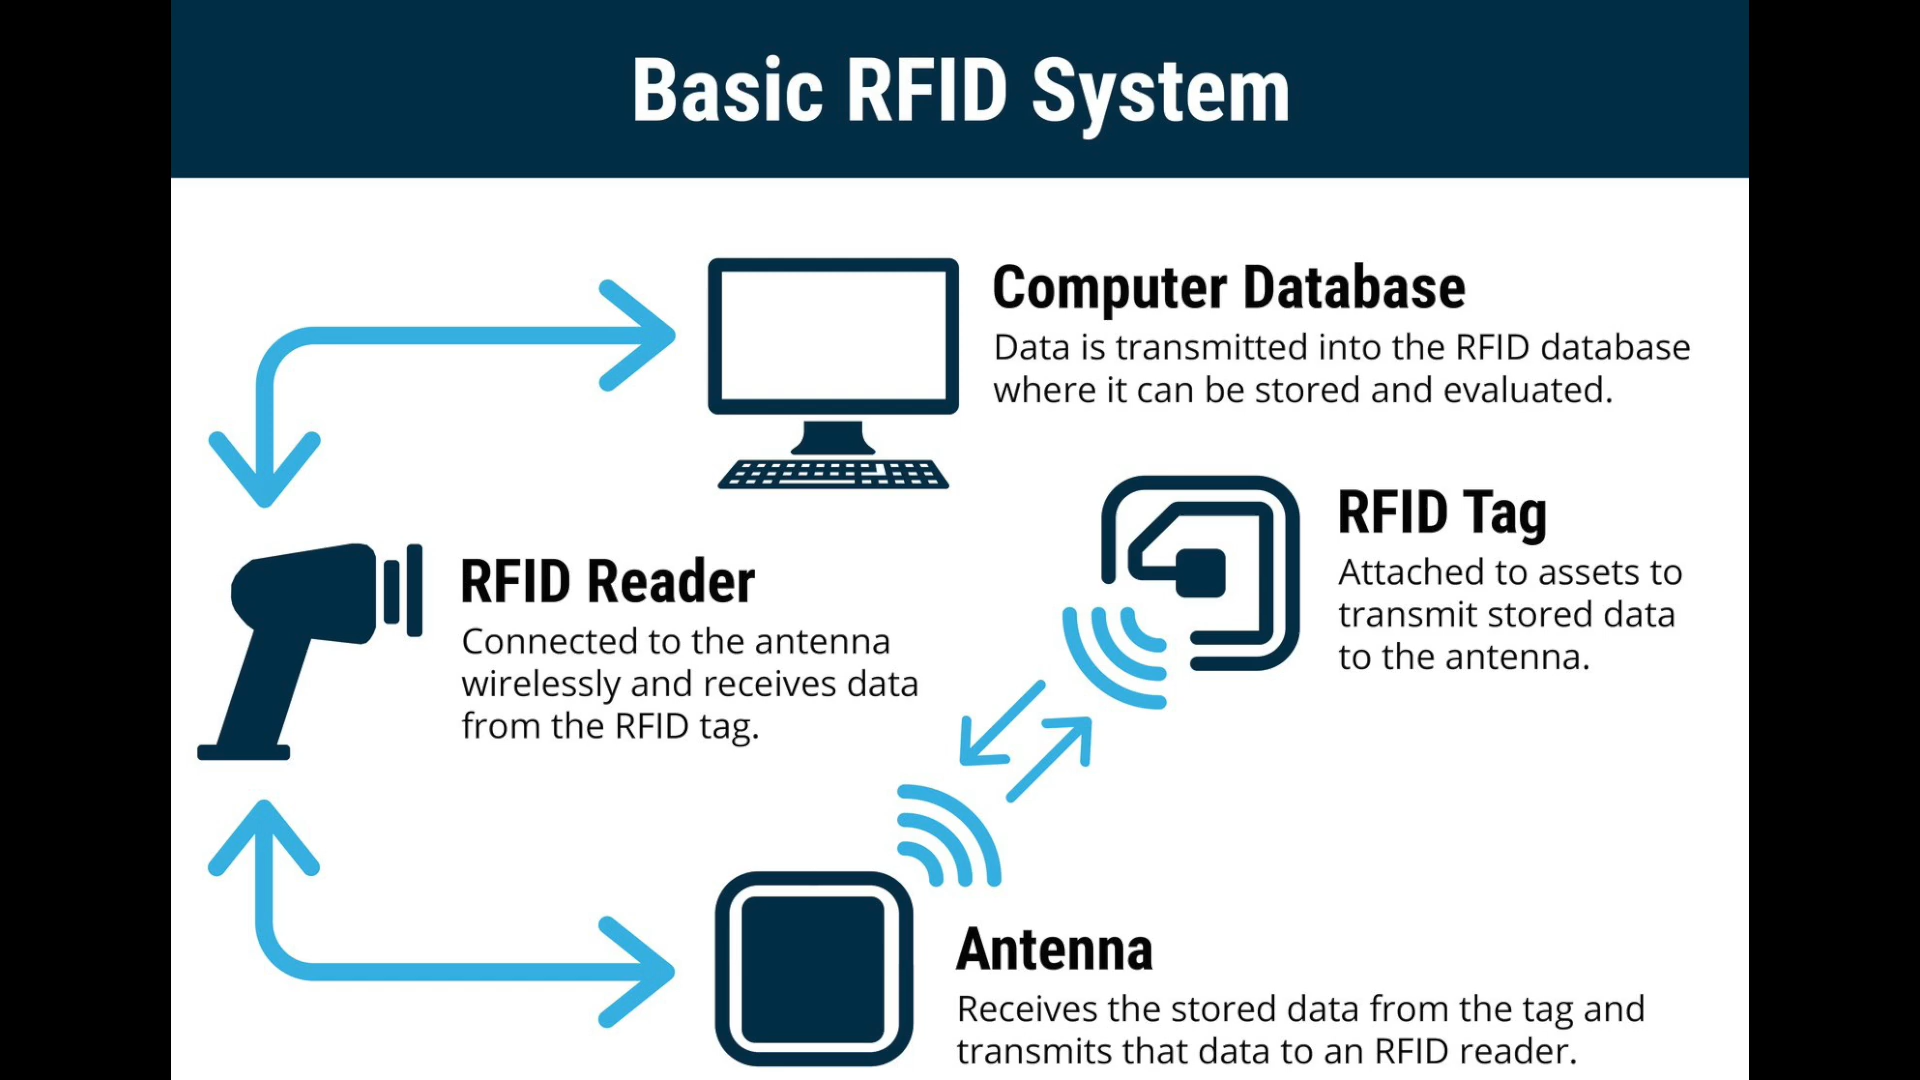 Basic RFID System
Computer Database
Data is transmitted into the RFID database
where it can be stored and evaluated.
RFID Tag
Attached to assets to
transmit stored data
to the antenna.
RFID Reader
Connected to the antenna
wirelessly and receives data
from the RFID tag.
Antenna
Receives the stored data from the tag and
transmits that data to an RFID reader.